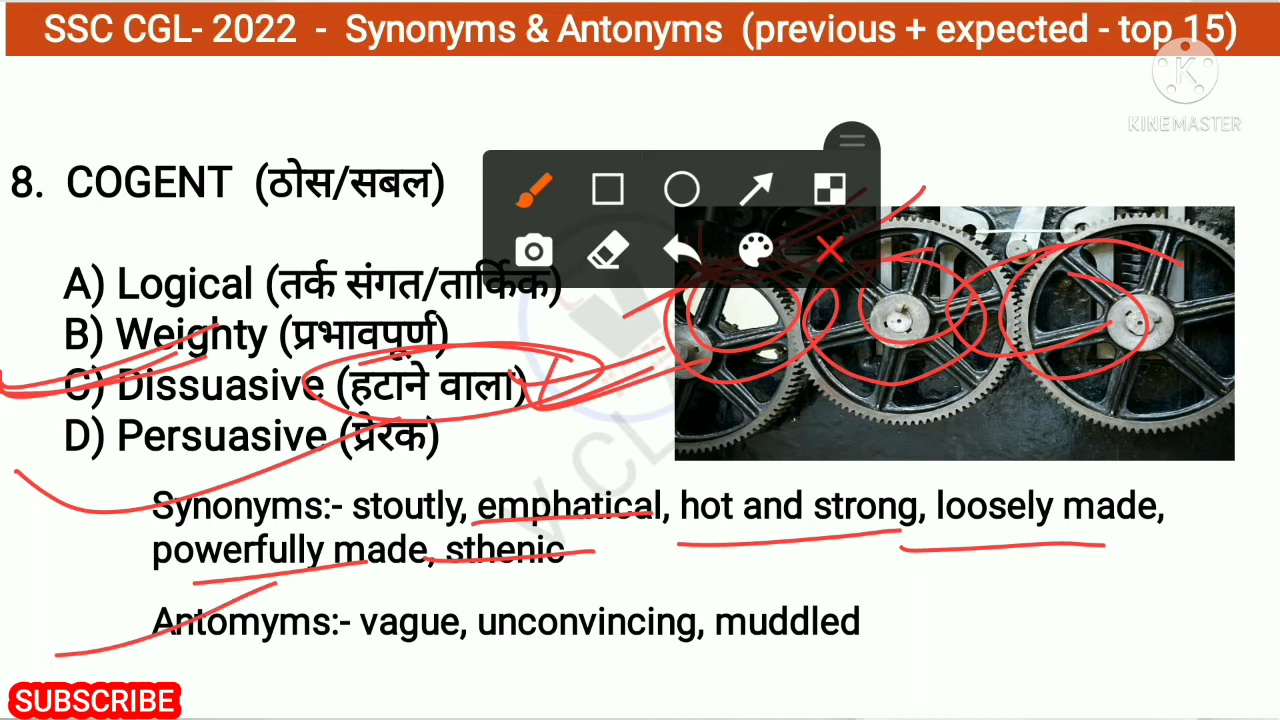 SSC CGL- 2022 - Synonyms & Antonyms (previous + expected - top 15)
KINEMASTER
8. COGENT (ठोस/सबल)
A) Logical (तर्क संगत/तार्किक)
B) Weighty (प्रभावपूर्ण)
C) Dissuasive (हटाने वाला)
D) Persuasive (प्रेरक)
Synonyms:- stoutly, emphatical, hot and strong, loosely made,
powerfully made, sthenic
Antomyms:- vague, unconvincing, muddled
SUBSCRIBE